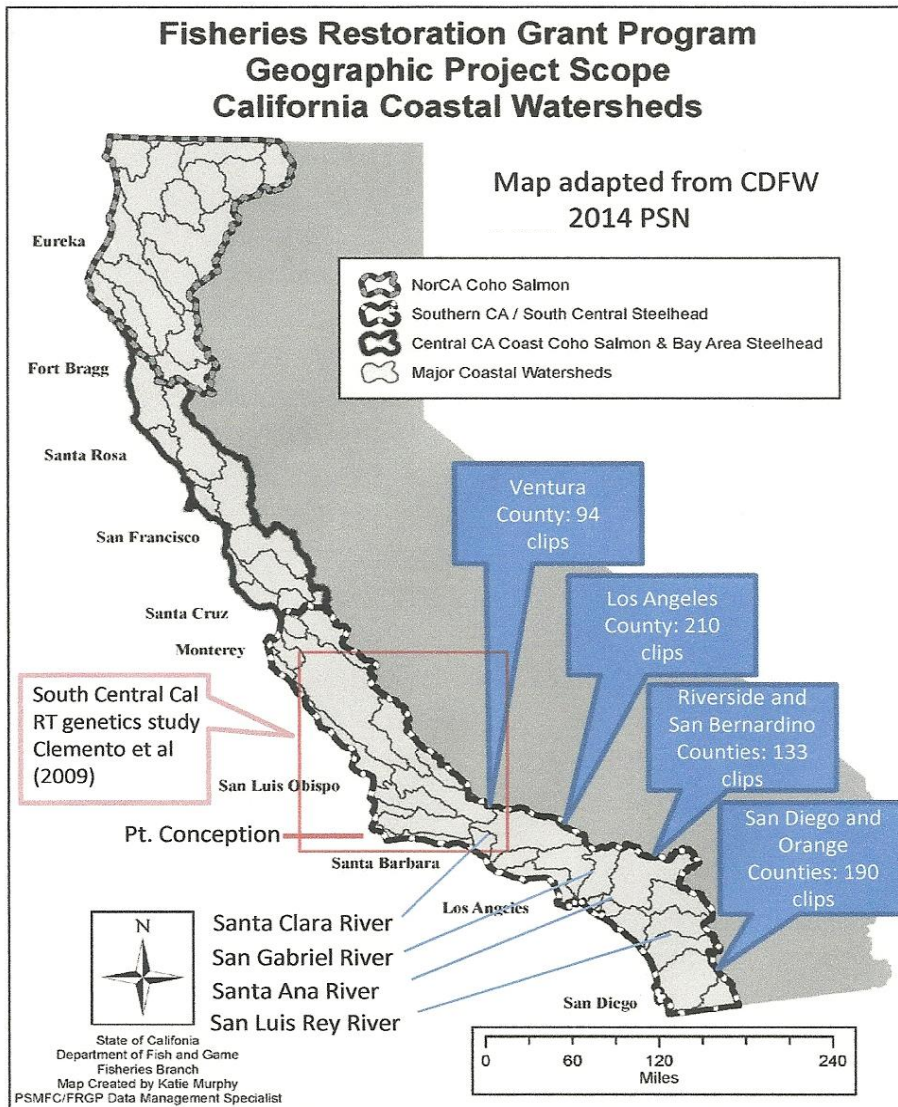 Fisheries Restoration Grant Program
Geographic Project Scope
California Coastal Watersheds
Map adapted from CDFW
2014 PSN
NorCA Coho Salmon
Southern CA / South Central Steelhead
Central CA Coast Coho Salmon & Bay Area Steelhead
Major Coastal Watersheds
Eureka
Fort Bragg
Santa Rosa
San Francisco
Santa Cruz
Monterey
San Luis Obispo
Santa Barbara
Los Angeles
San Diego
Ventura
County: 94
clips
Los Angeles
County: 210
clips
Riverside and
San Bernardino
Counties: 133
clips
San Diego and
Orange
Counties: 190
clips
South Central Cal
RT genetics study
Clemento et al
(2009)
Pt. Conception
Santa Clara River
San Gabriel River
Santa Ana River
San Luis Rey River
N
State of Califonia
Department of Fish and Game
Fisheries Branch
Map Created by Katie Murphy
PSMFC/FRGP Data Management Specialist
0 60 120 240
Miles